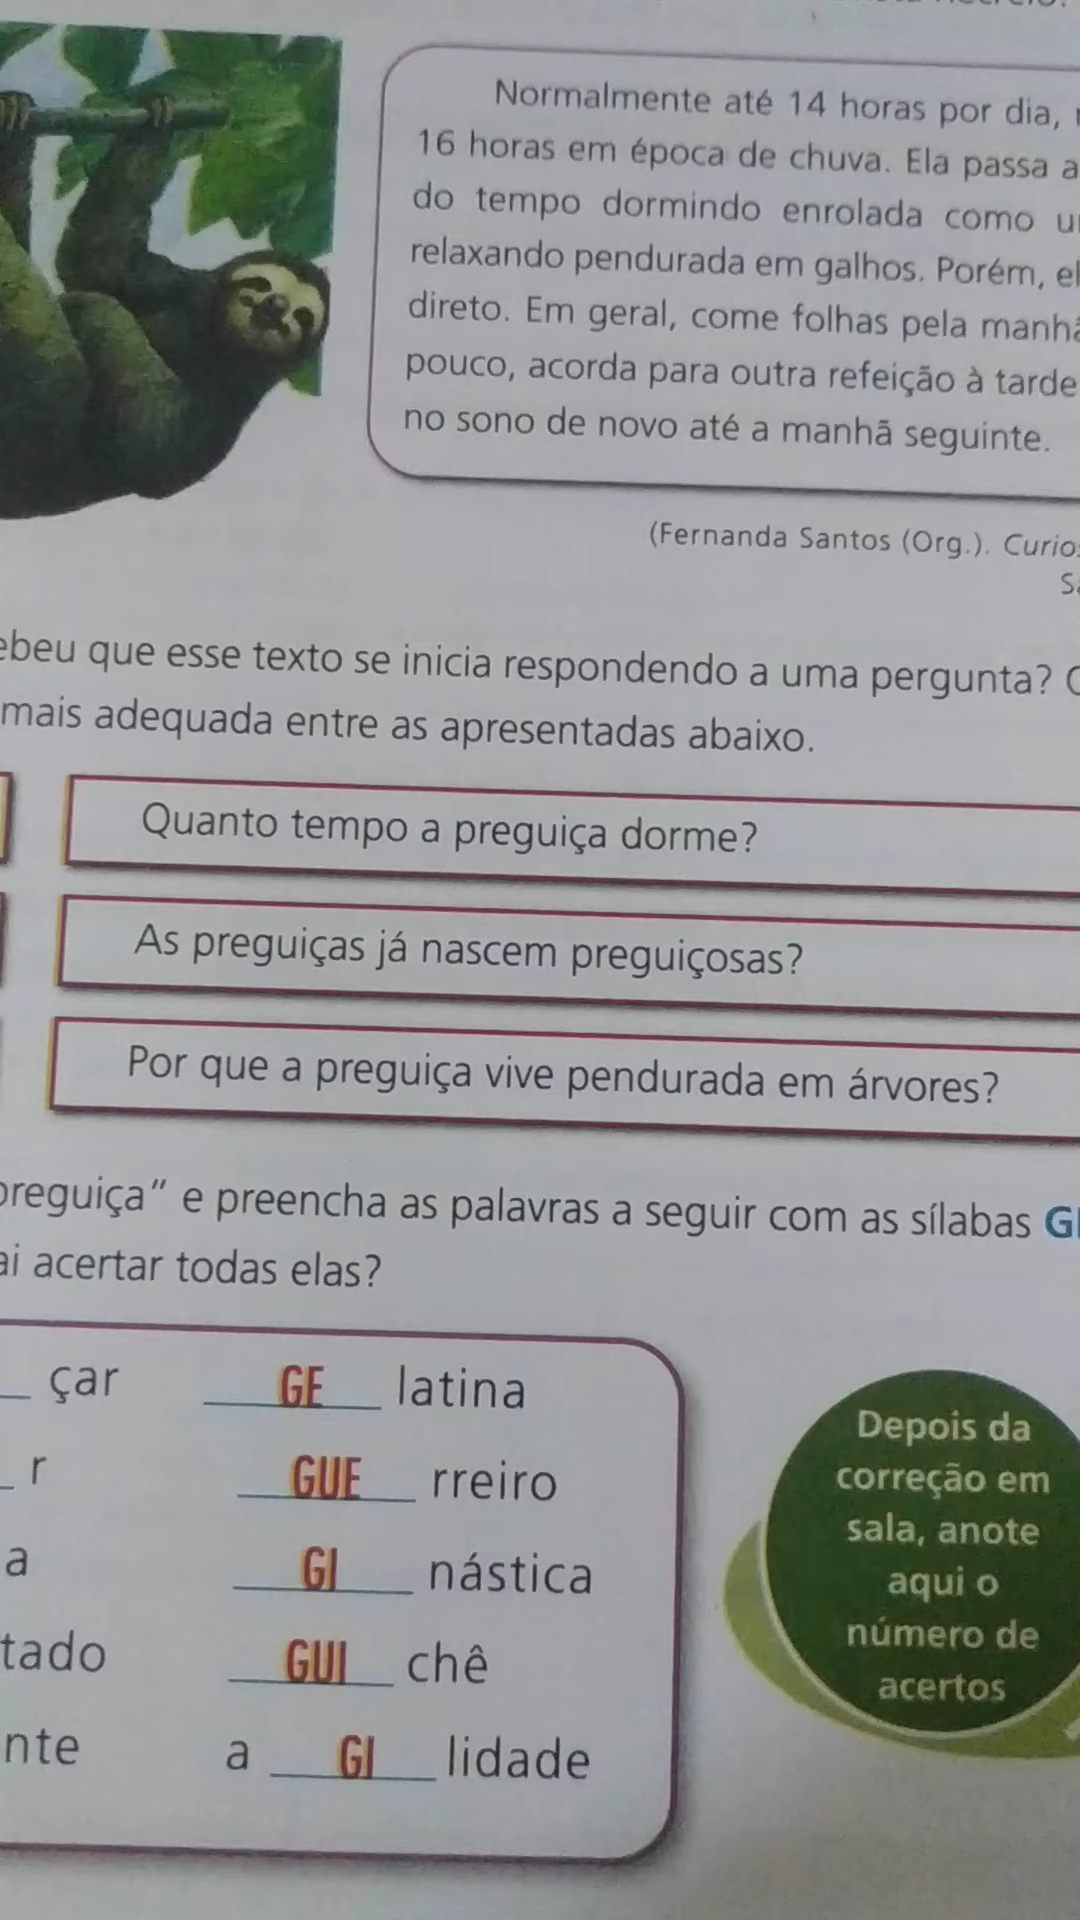 Normalmente até 14 horas por dia,
16 horas em época de chuva. Ela passa a
do tempo dormindo enrolada como
relaxando pendurada em galhos. Porém,
direto. Em geral, come folhas pela manhã
pouco, acorda para outra refeição à tarde
no sono de novo até a manhã seguinte.
(Fernanda Santos (Org.). Curio
que esse texto se inicia respondendo a uma pergunta?
mais adequada entre as apresentadas abaixo.
Quanto tempo a preguiça dorme?
As preguiças já nascem preguiçosas?
Por que a preguiça vive pendurada em árvores?
preguiça” e preencha as palavras a seguir com as sílabas
ai acertar todas elas?
çar GE latina
r GUE rreiro
a GI nástica
tado GUI chê
nte a GI lidade
Depois da
correção em
sala, anote
aqui o
número de
acertos